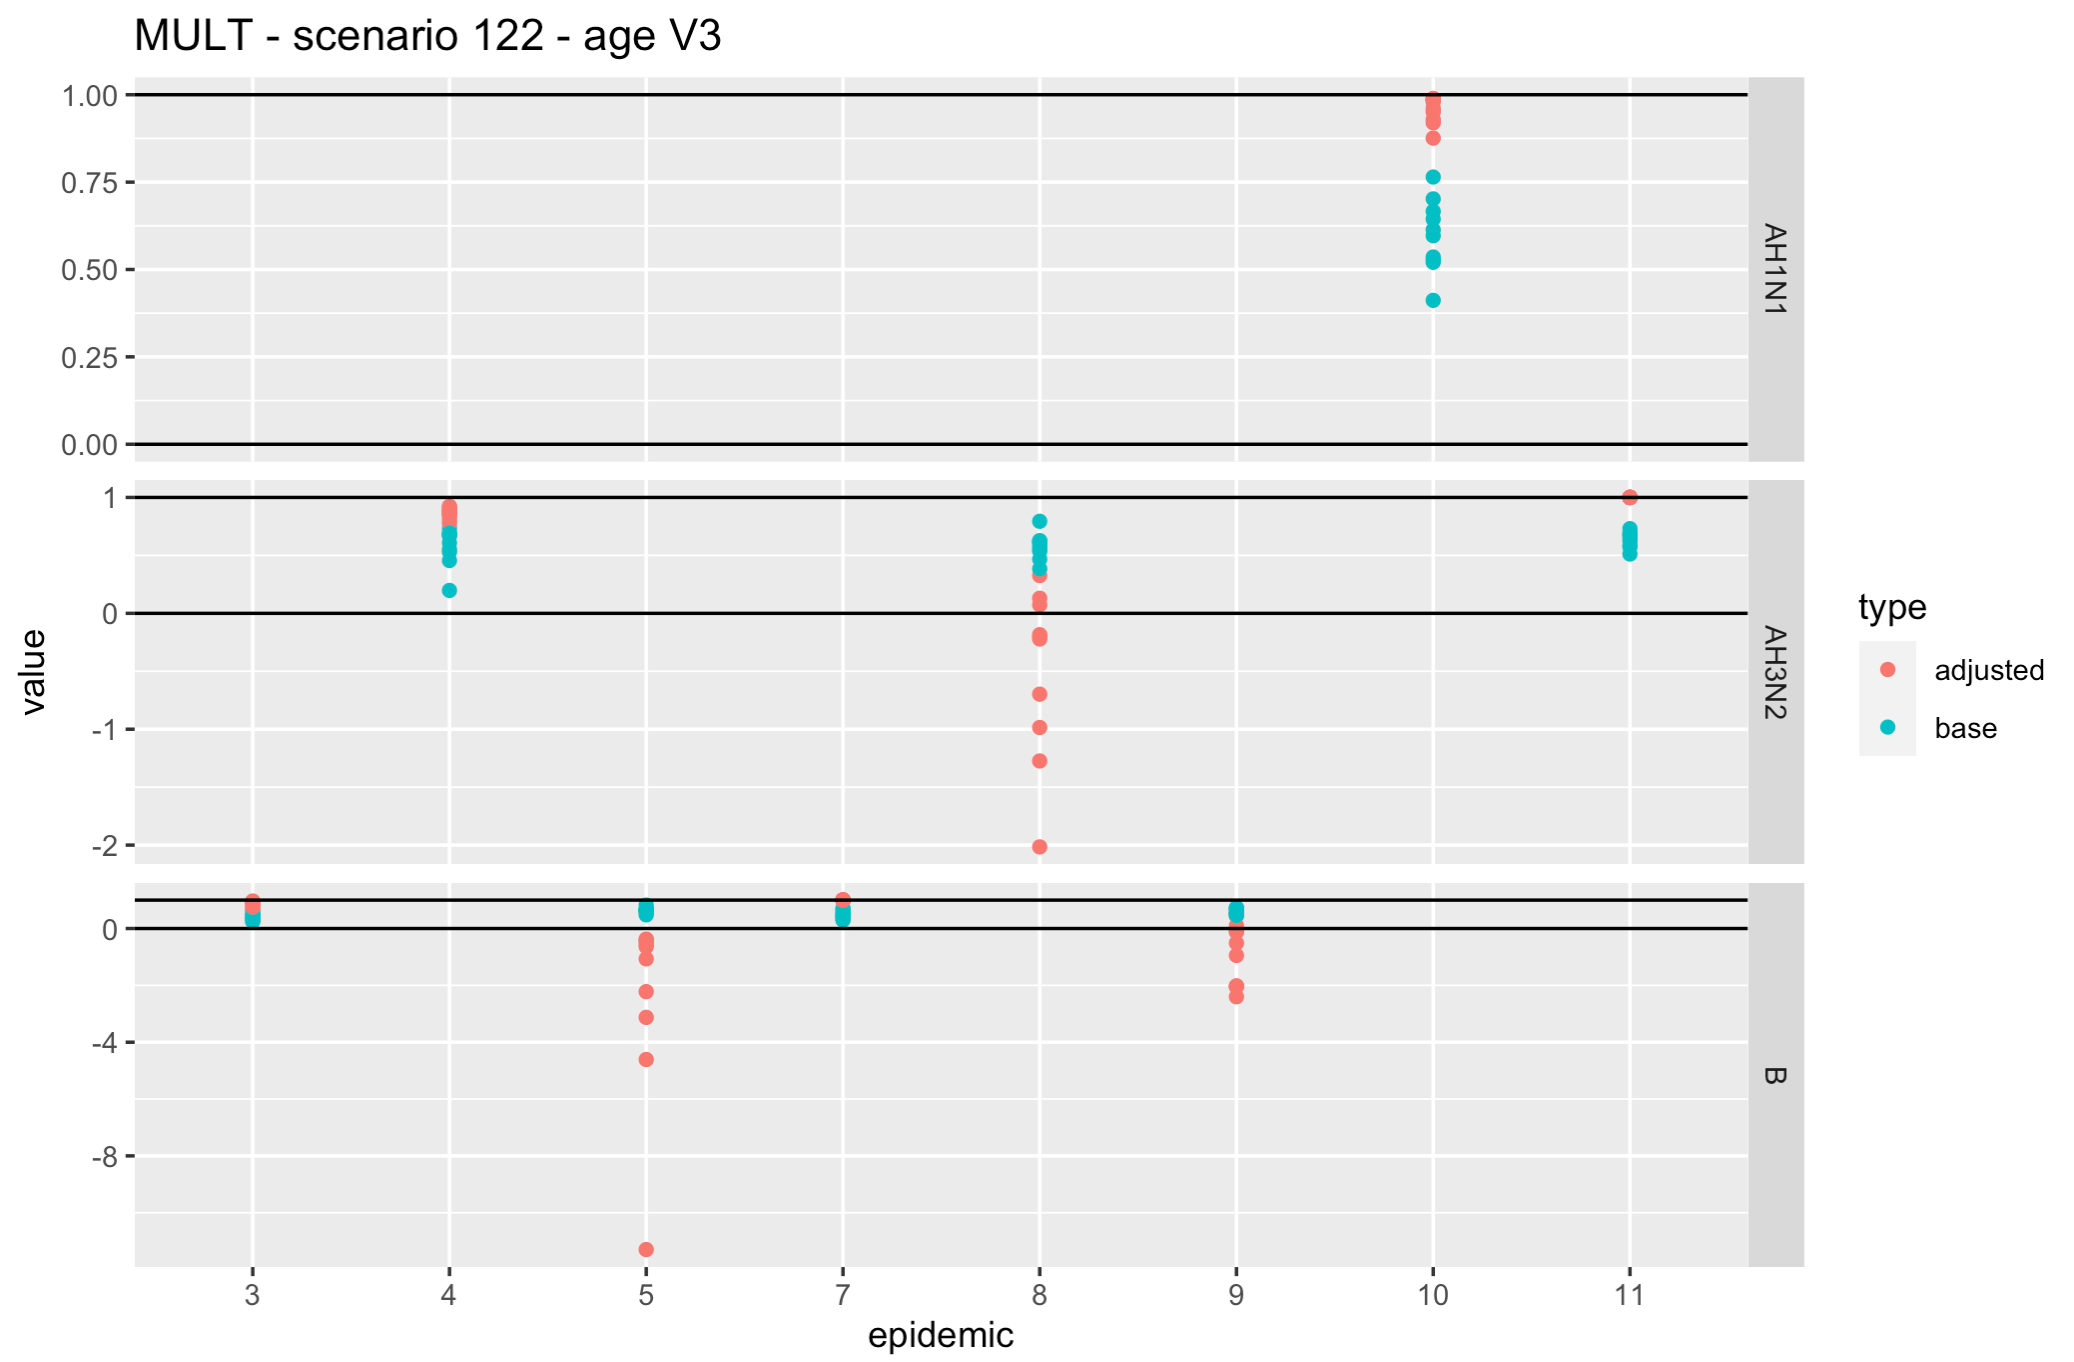 MULT - scenario 122 - age V3
1.00
0.75
0.50
0.25
0.00
AH1N1
1
0
-1
-2
AH3N2
0
-4
-8
B
value
3 4 5 7 8 9 10 11
epidemic
type
adjusted
base